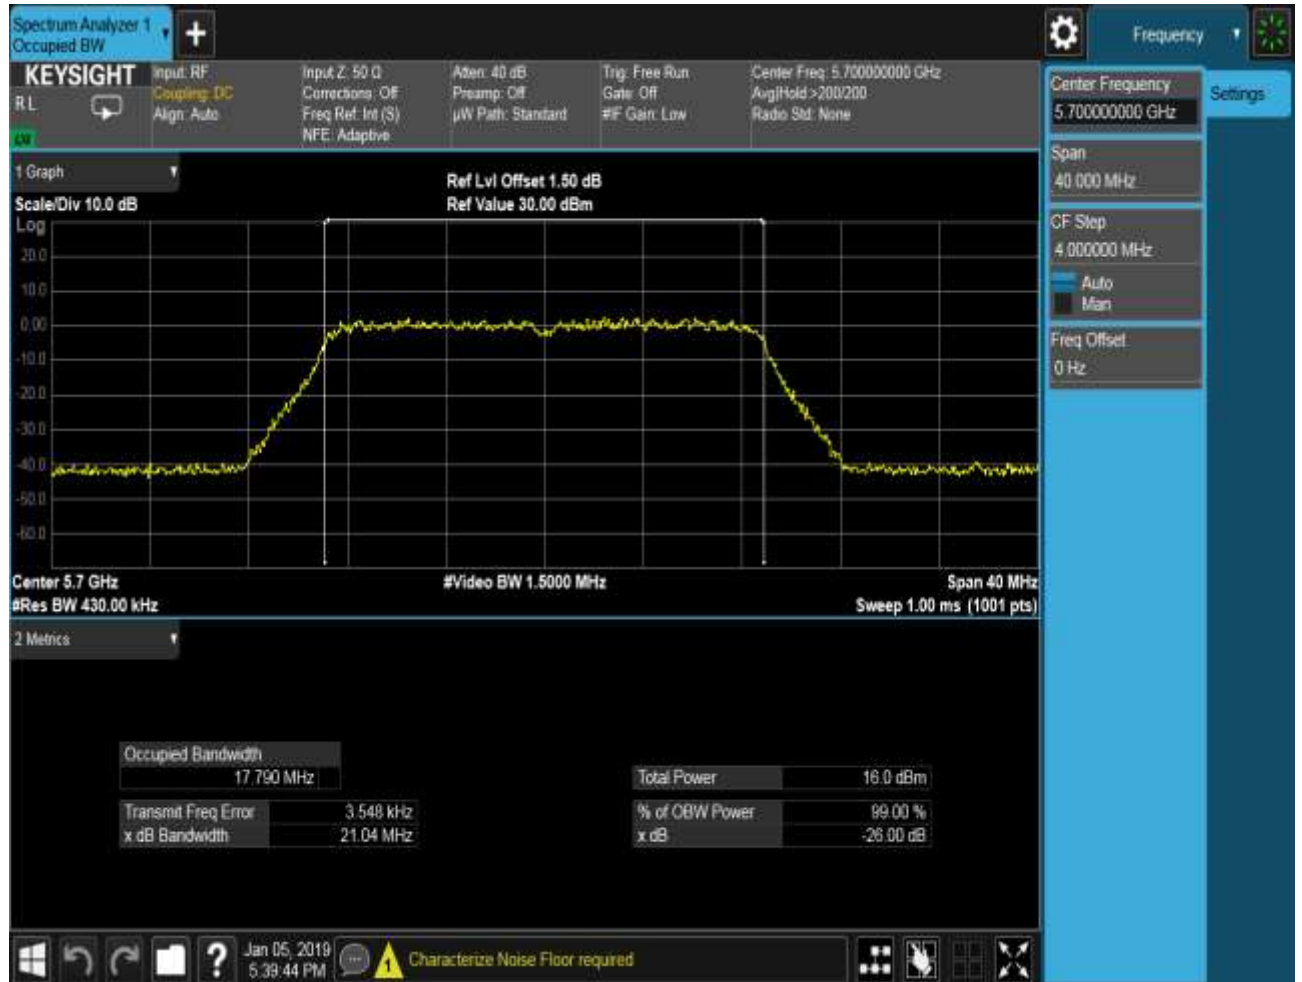 Spectrum Analyzer 1
Occupied BW
Frequency
KEYSIGHT
RL
Input: RF
Coupling: DC
Align: Auto
Input Z: 50 Ω
Corrections: Off
Freq Ref: Int (S)
NFE: Adaptive
Atten: 40 dB
Preamp: Off
µW Path: Standard
Trig: Free Run
Gate: Off
#IF Gain: Low
Center Freq: 5.700000000 GHz
Avg|Hold:>200/200
Radio Std: None
Center Frequency
5.700000000 GHz
Settings
Span
40.000 MHz
CF Step
4.000000 MHz
Auto
Man
Freq Offset
0 Hz
1 Graph
Scale/Div 10.0 dB
Ref Lvl Offset 1.50 dB
Ref Value 30.00 dBm
Log
20.0
10.0
0.00
-10.0
-20.0
-30.0
-40.0
-50.0
-60.0
Center 5.7 GHz
#Video BW 1.5000 MHz
Span 40 MHz
#Res BW 430.00 kHz
Sweep 1.00 ms (1001 pts)
2 Metrics
Occupied Bandwidth
17.790 MHz
Total Power 16.0 dBm
Transmit Freq Error 3.548 kHz
% of OBW Power 99.00 %
x dB Bandwidth 21.04 MHz
x dB -26.00 dB
Jan 05, 2019
5:39:44 PM
1
Characterize Noise Floor required